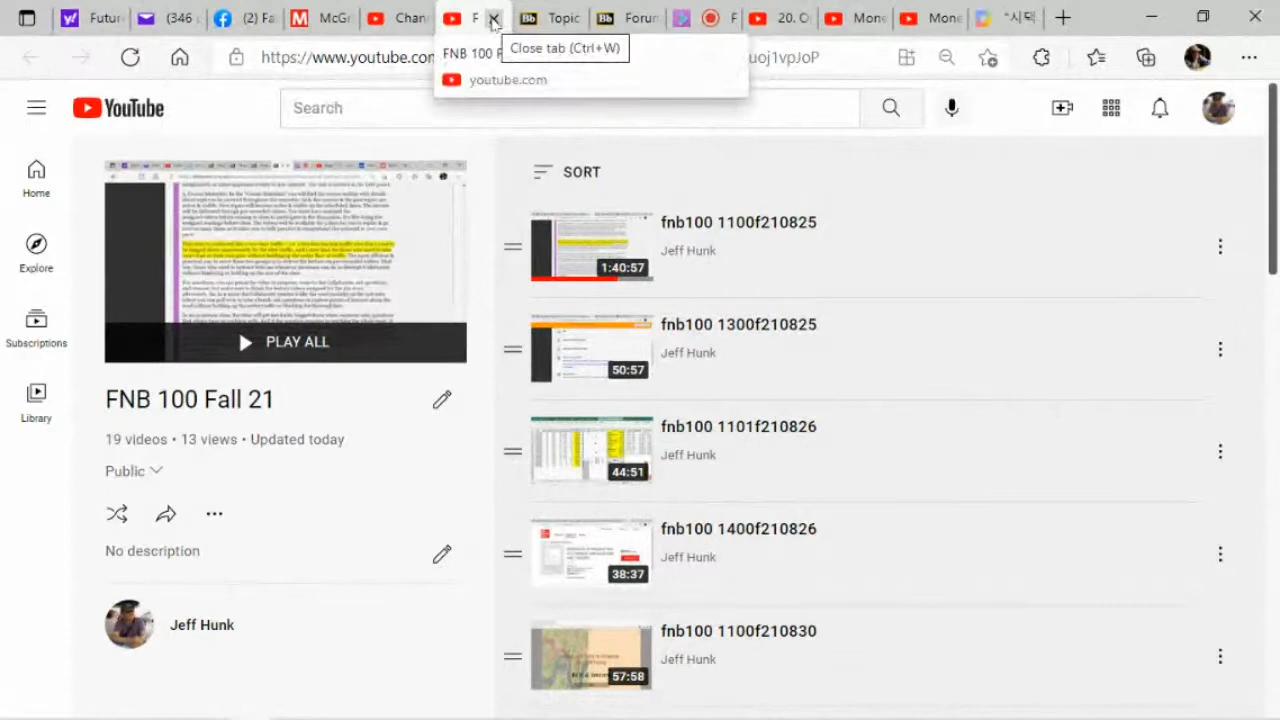 Futur
(346
(2) Fa
McGr
Chan
F
Topic
Forun
F
20. O
Mone
Mone
"시대
https://www.youtube.com
uoj1vpJoP
FNB 100 F
Close tab (Ctrl+W)
youtube.com
YouTube
Search
Home
Explore
Subscriptions
Library
PLAY ALL
FNB 100 Fall 21
19 videos • 13 views • Updated today
Public
No description
Jeff Hunk
SORT
fnb100 1100f210825
Jeff Hunk
1:40:57
fnb100 1300f210825
Jeff Hunk
50:57
fnb100 1101f210826
Jeff Hunk
44:51
fnb100 1400f210826
Jeff Hunk
38:37
fnb100 1100f210830
Jeff Hunk
57:58